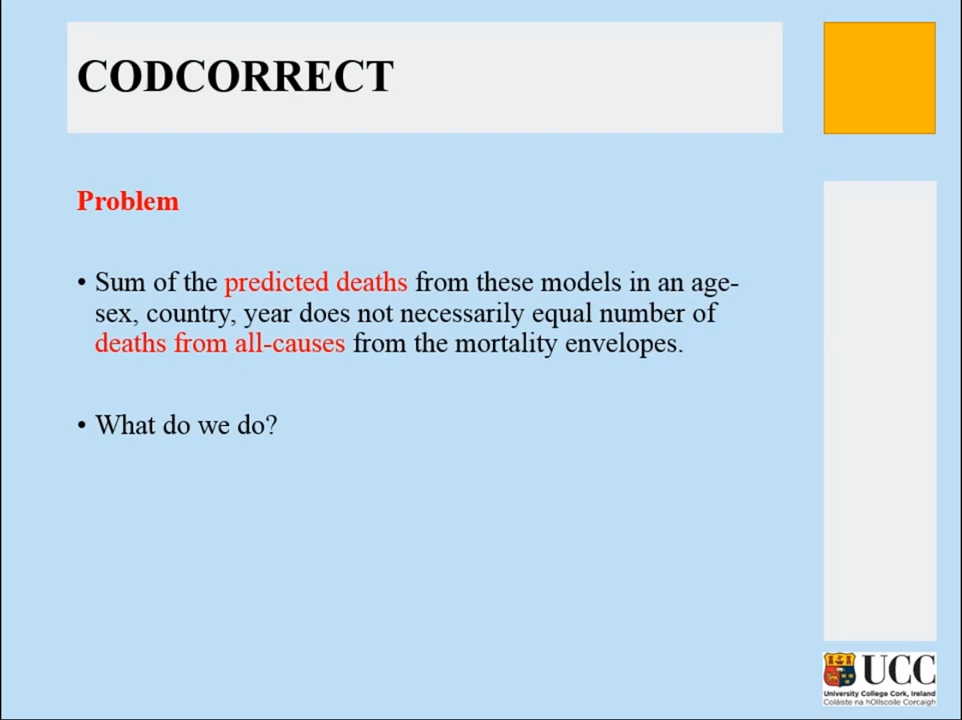 CODCORRECT
Problem
• Sum of the predicted deaths from these models in an age-
sex, country, year does not necessarily equal number of
deaths from all-causes from the mortality envelopes.
• What do we do?
UCC
University College Cork, Ireland
Coláiste na hOllscoile Corcaigh